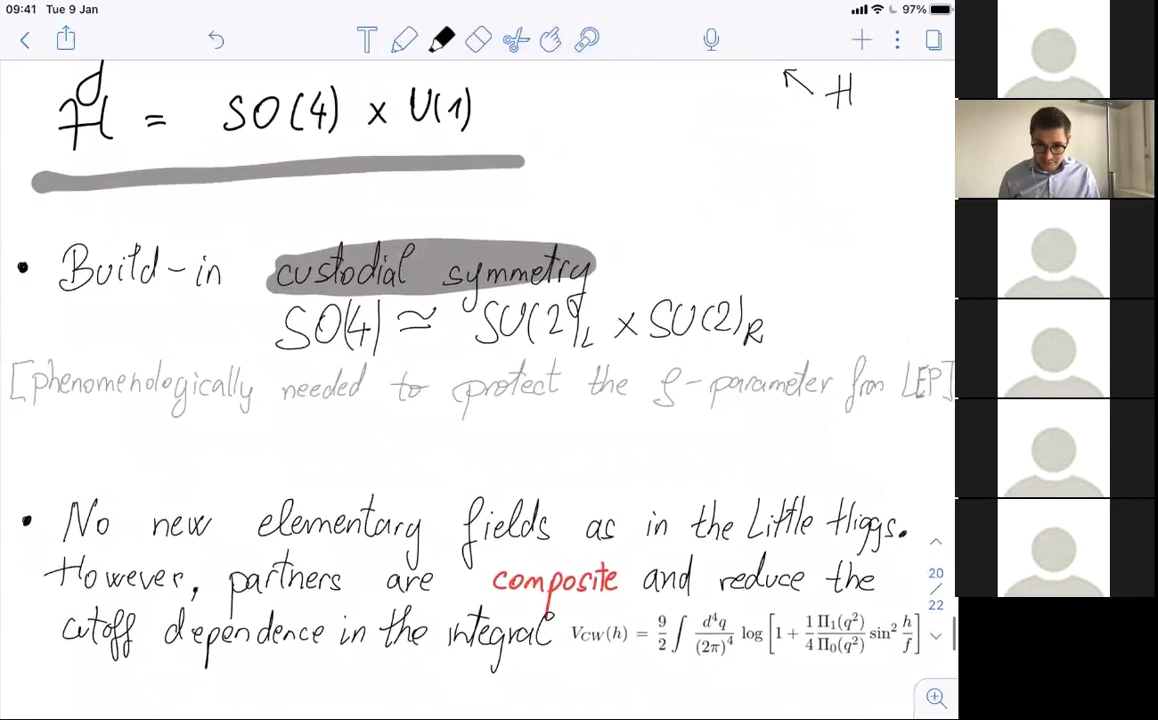 09:41 Tue 9 Jan
97%
T
H
H = SO(4) x U(1)
• Build-in custodial symmetry
SO(4) ≃ SU(2)_L x SU(2)_R
[phenomenologically needed to protect the ρ-parameter from LEP]
• No new elementary fields as in the Little Higgs.
However, partners are composite and reduce the
cutoff dependence in the integral V_CW(h) = 9/2 ∫ d⁴q/(2π)⁴ log [1 + 1/4 Π₁(q²)/Π₀(q²) sin² h/f]
20
/
22